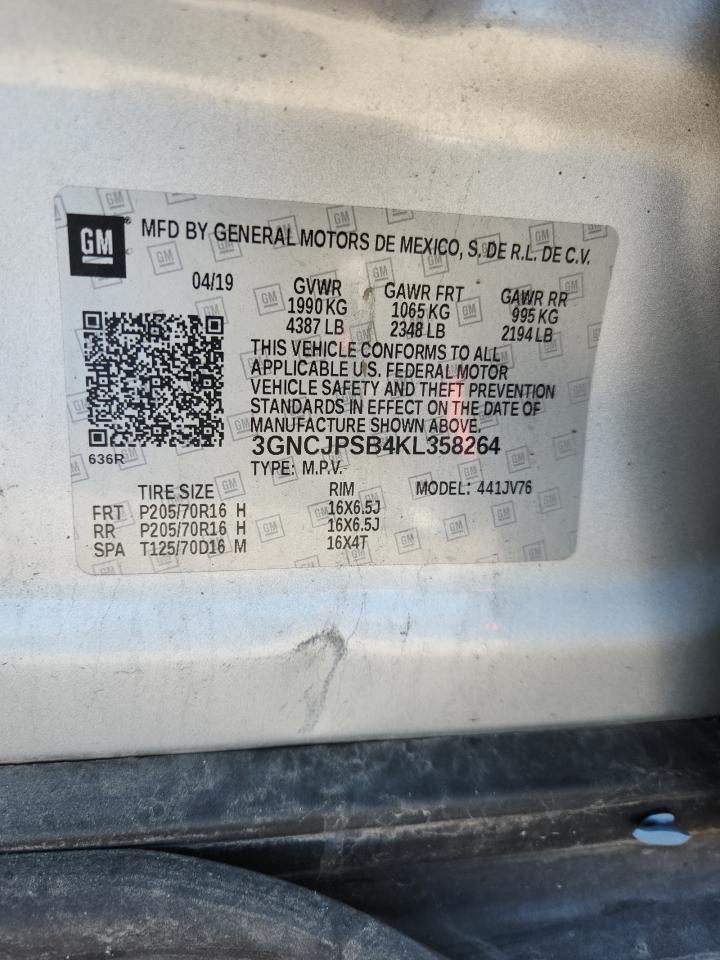 GM
MFD BY GENERAL MOTORS DE MEXICO, S. DE R.L. DE C.V.
04/19 GVWR GAWR FRT GAWR RR
1990 KG 1065 KG 995 KG
4387 LB 2348 LB 2194 LB
THIS VEHICLE CONFORMS TO ALL
APPLICABLE U.S. FEDERAL MOTOR
VEHICLE SAFETY AND THEFT PREVENTION
STANDARDS IN EFFECT ON THE DATE OF
MANUFACTURE SHOWN ABOVE.
3GNCJPSB4KL358264
636R
TYPE: M.P.V.
TIRE SIZE RIM MODEL: 441JV76
FRT P205/70R16 H 16X6.5J
RR P205/70R16 H 16X6.5J
SPA T125/70D16 M 16X4T